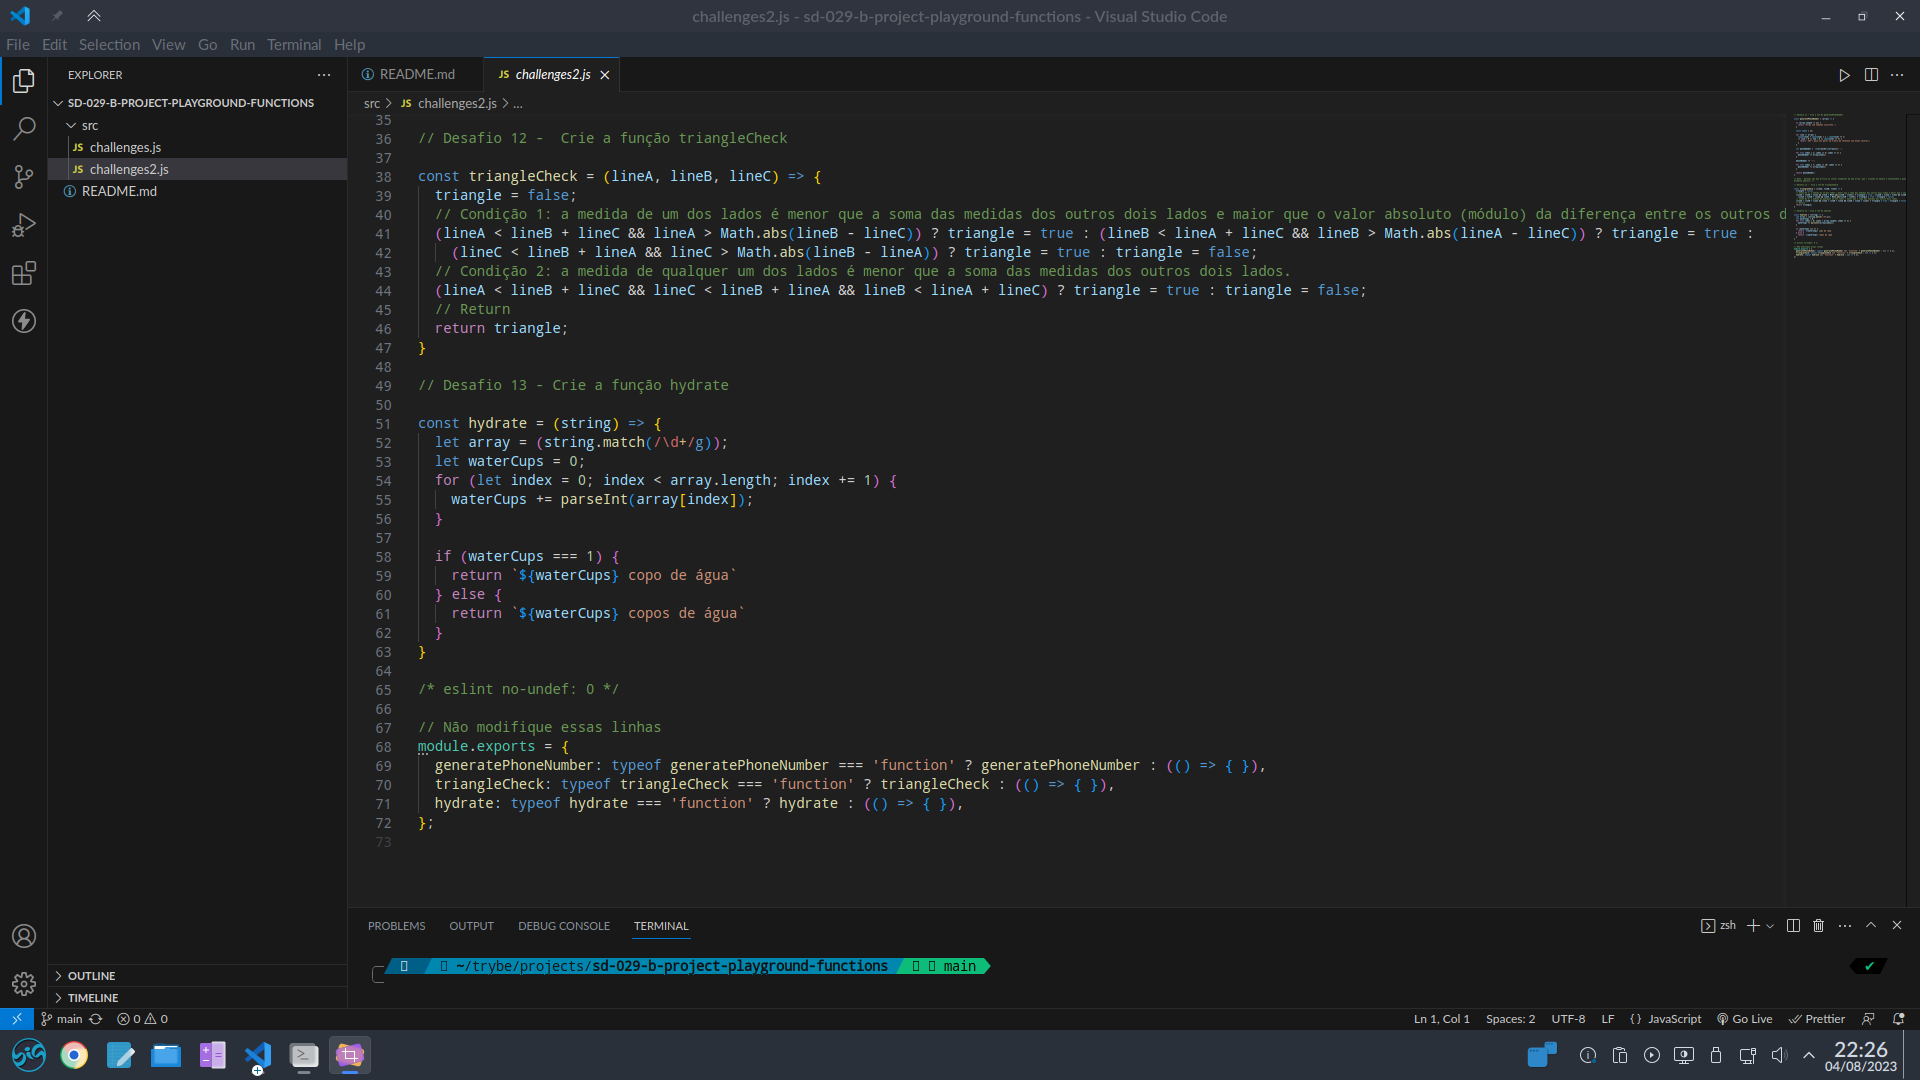 challenges2.js - sd-029-b-project-playground-functions - Visual Studio Code
File Edit Selection View Go Run Terminal Help
EXPLORER
SD-029-B-PROJECT-PLAYGROUND-FUNCTIONS
src
JS challenges.js
JS challenges2.js
README.md
OUTLINE
TIMELINE
README.md JS challenges2.js
src > JS challenges2.js > ...
35
36 // Desafio 12 -  Crie a função triangleCheck
37
38 const triangleCheck = (lineA, lineB, lineC) => {
39   triangle = false;
40   // Condição 1: a medida de um dos lados é menor que a soma das medidas dos outros dois lados e maior que o valor absoluto (módulo) da diferença entre os outros d
41   (lineA < lineB + lineC && lineA > Math.abs(lineB - lineC)) ? triangle = true : (lineB < lineA + lineC && lineB > Math.abs(lineA - lineC)) ? triangle = true :
42     (lineC < lineB + lineA && lineC > Math.abs(lineB - lineA)) ? triangle = true : triangle = false;
43   // Condição 2: a medida de qualquer um dos lados é menor que a soma das medidas dos outros dois lados.
44   (lineA < lineB + lineC && lineC < lineB + lineA && lineB < lineA + lineC) ? triangle = true : triangle = false;
45   // Return
46   return triangle;
47 }
48
49 // Desafio 13 - Crie a função hydrate
50
51 const hydrate = (string) => {
52   let array = (string.match(/\d+/g));
53   let waterCups = 0;
54   for (let index = 0; index < array.length; index += 1) {
55     waterCups += parseInt(array[index]);
56   }
57
58   if (waterCups === 1) {
59     return `${waterCups} copo de água`
60   } else {
61     return `${waterCups} copos de água`
62   }
63 }
64
65 /* eslint no-undef: 0 */
66
67 // Não modifique essas linhas
68 module.exports = {
69   generatePhoneNumber: typeof generatePhoneNumber === 'function' ? generatePhoneNumber : (() => { }),
70   triangleCheck: typeof triangleCheck === 'function' ? triangleCheck : (() => { }),
71   hydrate: typeof hydrate === 'function' ? hydrate : (() => { }),
72 };
73
PROBLEMS OUTPUT DEBUG CONSOLE TERMINAL
zsh
~/trybe/projects/sd-029-b-project-playground-functions main
main 0 0
Ln 1, Col 1 Spaces: 2 UTF-8 LF {} JavaScript Go Live Prettier
22:26
04/08/2023